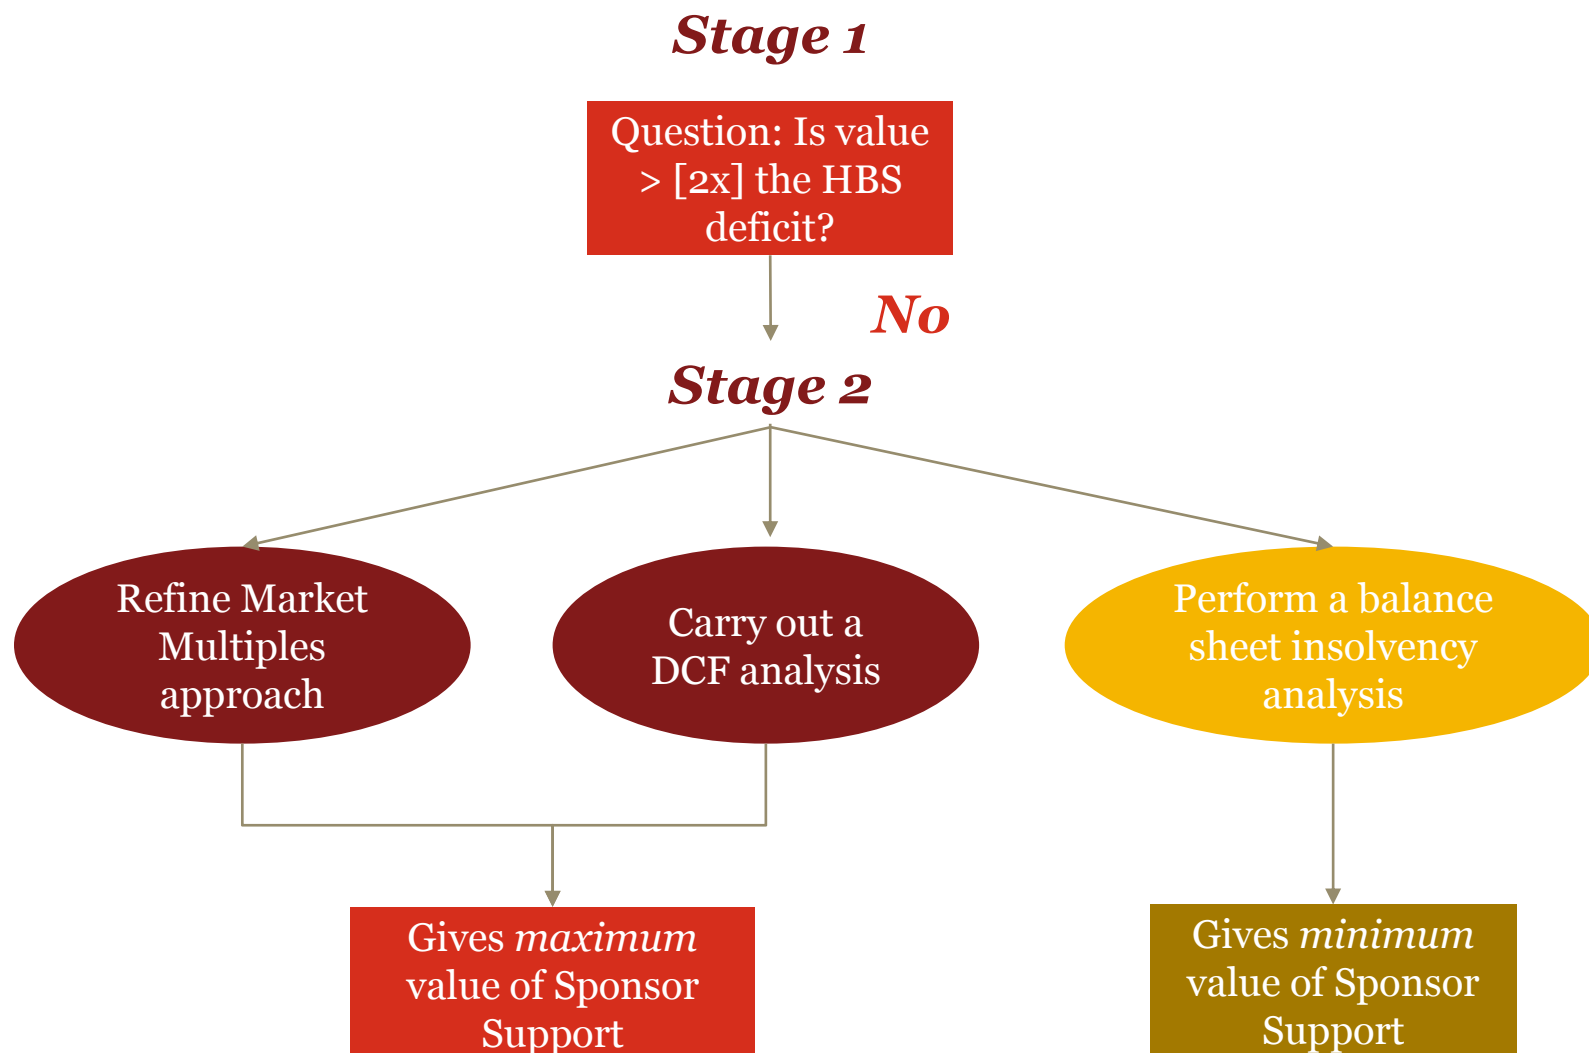 Stage 1
Question: Is value
> [2x] the HBS
deficit?
No
Stage 2
Refine Market
Multiples
approach
Carry out a
DCF analysis
Perform a balance
sheet insolvency
analysis
Gives maximum
value of Sponsor
Support
Gives minimum
value of Sponsor
Support